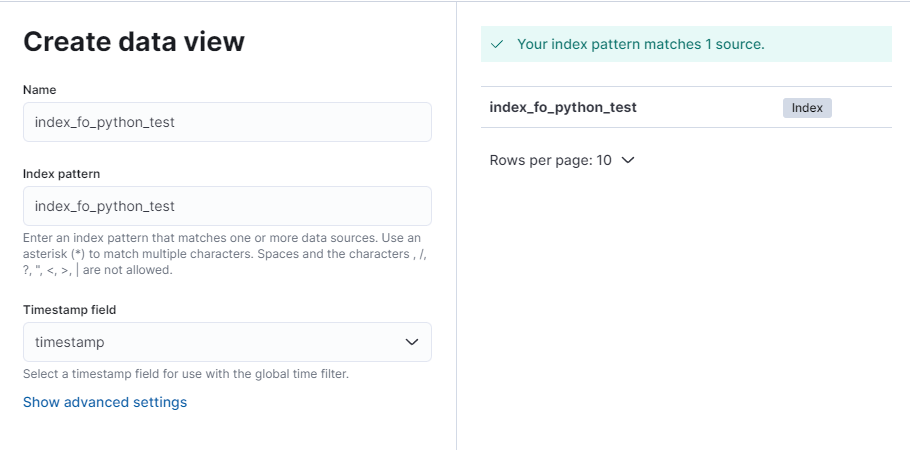 Create data view
Name
index_fo_python_test
Index pattern
index_fo_python_test
Enter an index pattern that matches one or more data sources. Use an
asterisk (*) to match multiple characters. Spaces and the characters , /,
?, ", <, >, | are not allowed.
Timestamp field
timestamp
Select a timestamp field for use with the global time filter.
Show advanced settings
Your index pattern matches 1 source.
index_fo_python_test Index
Rows per page: 10